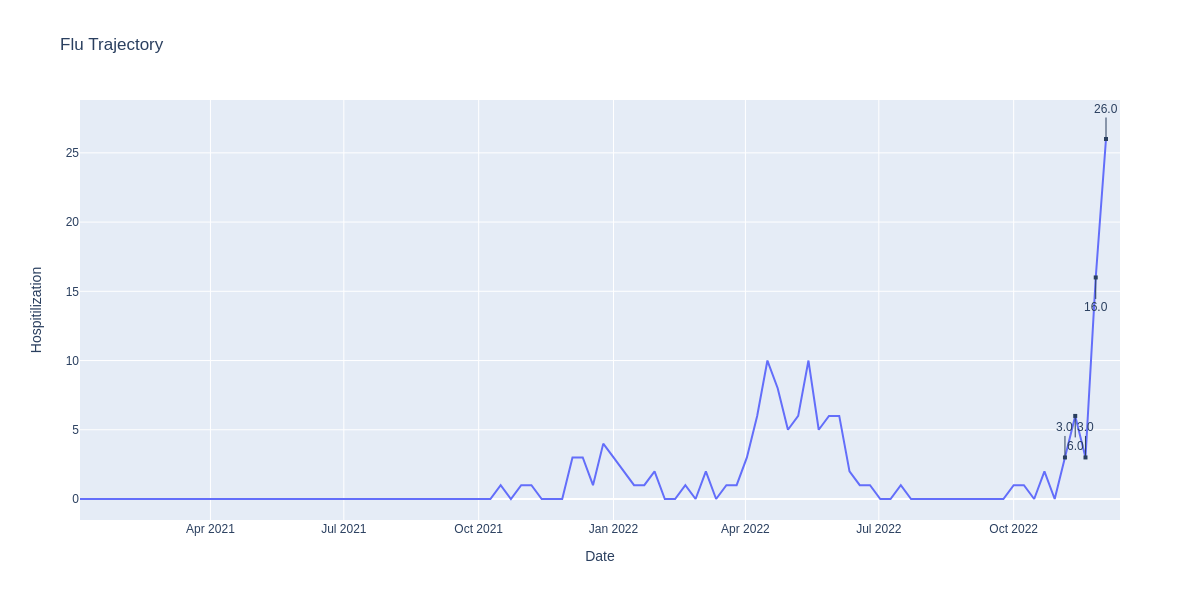 Flu Trajectory
26.0
25
20
15
16.0
10
5
3.0
3.0
6.0
0
Apr 2021
Jul 2021
Oct 2021
Jan 2022
Apr 2022
Jul 2022
Oct 2022
Date
Hospitilization